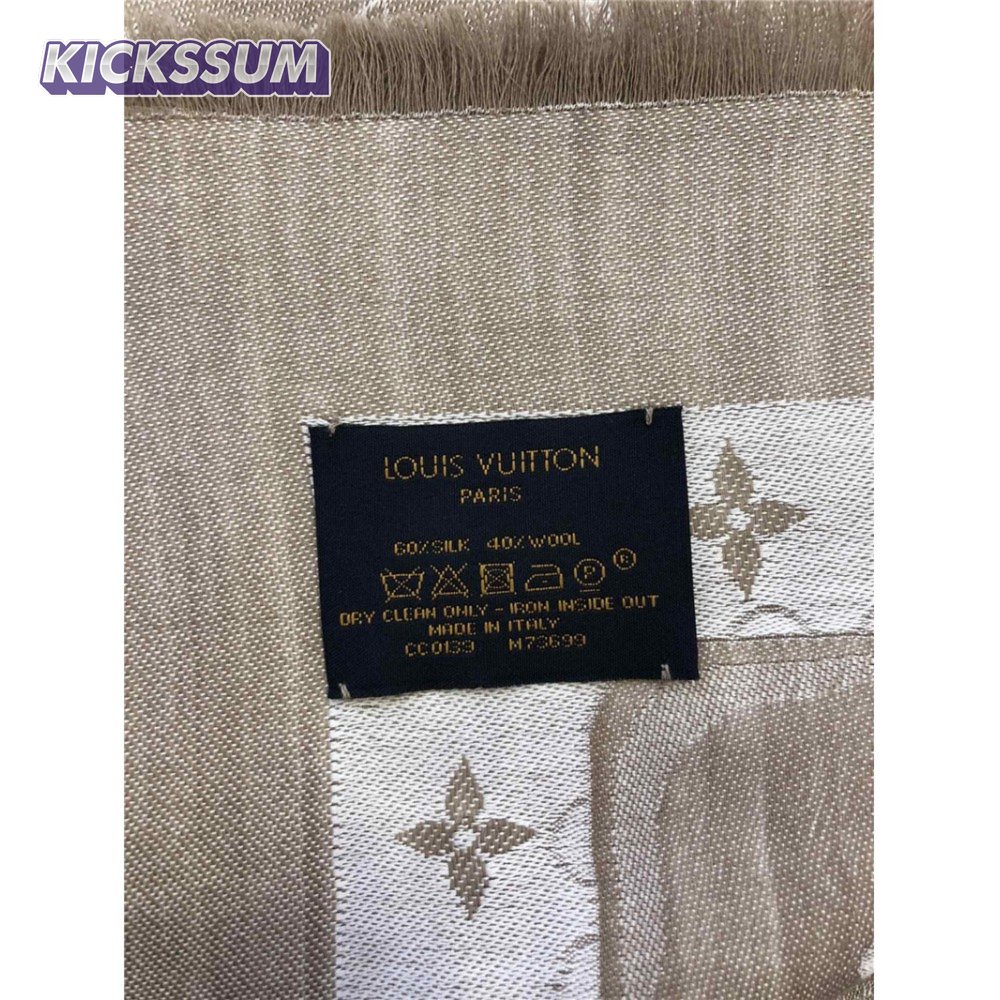 KICKSSUM
LOUIS VUITTON
PARIS
60% SILK 40% WOOL
DRY CLEAN ONLY - IRON INSIDE OUT
MADE IN ITALY
CC0139 M73699